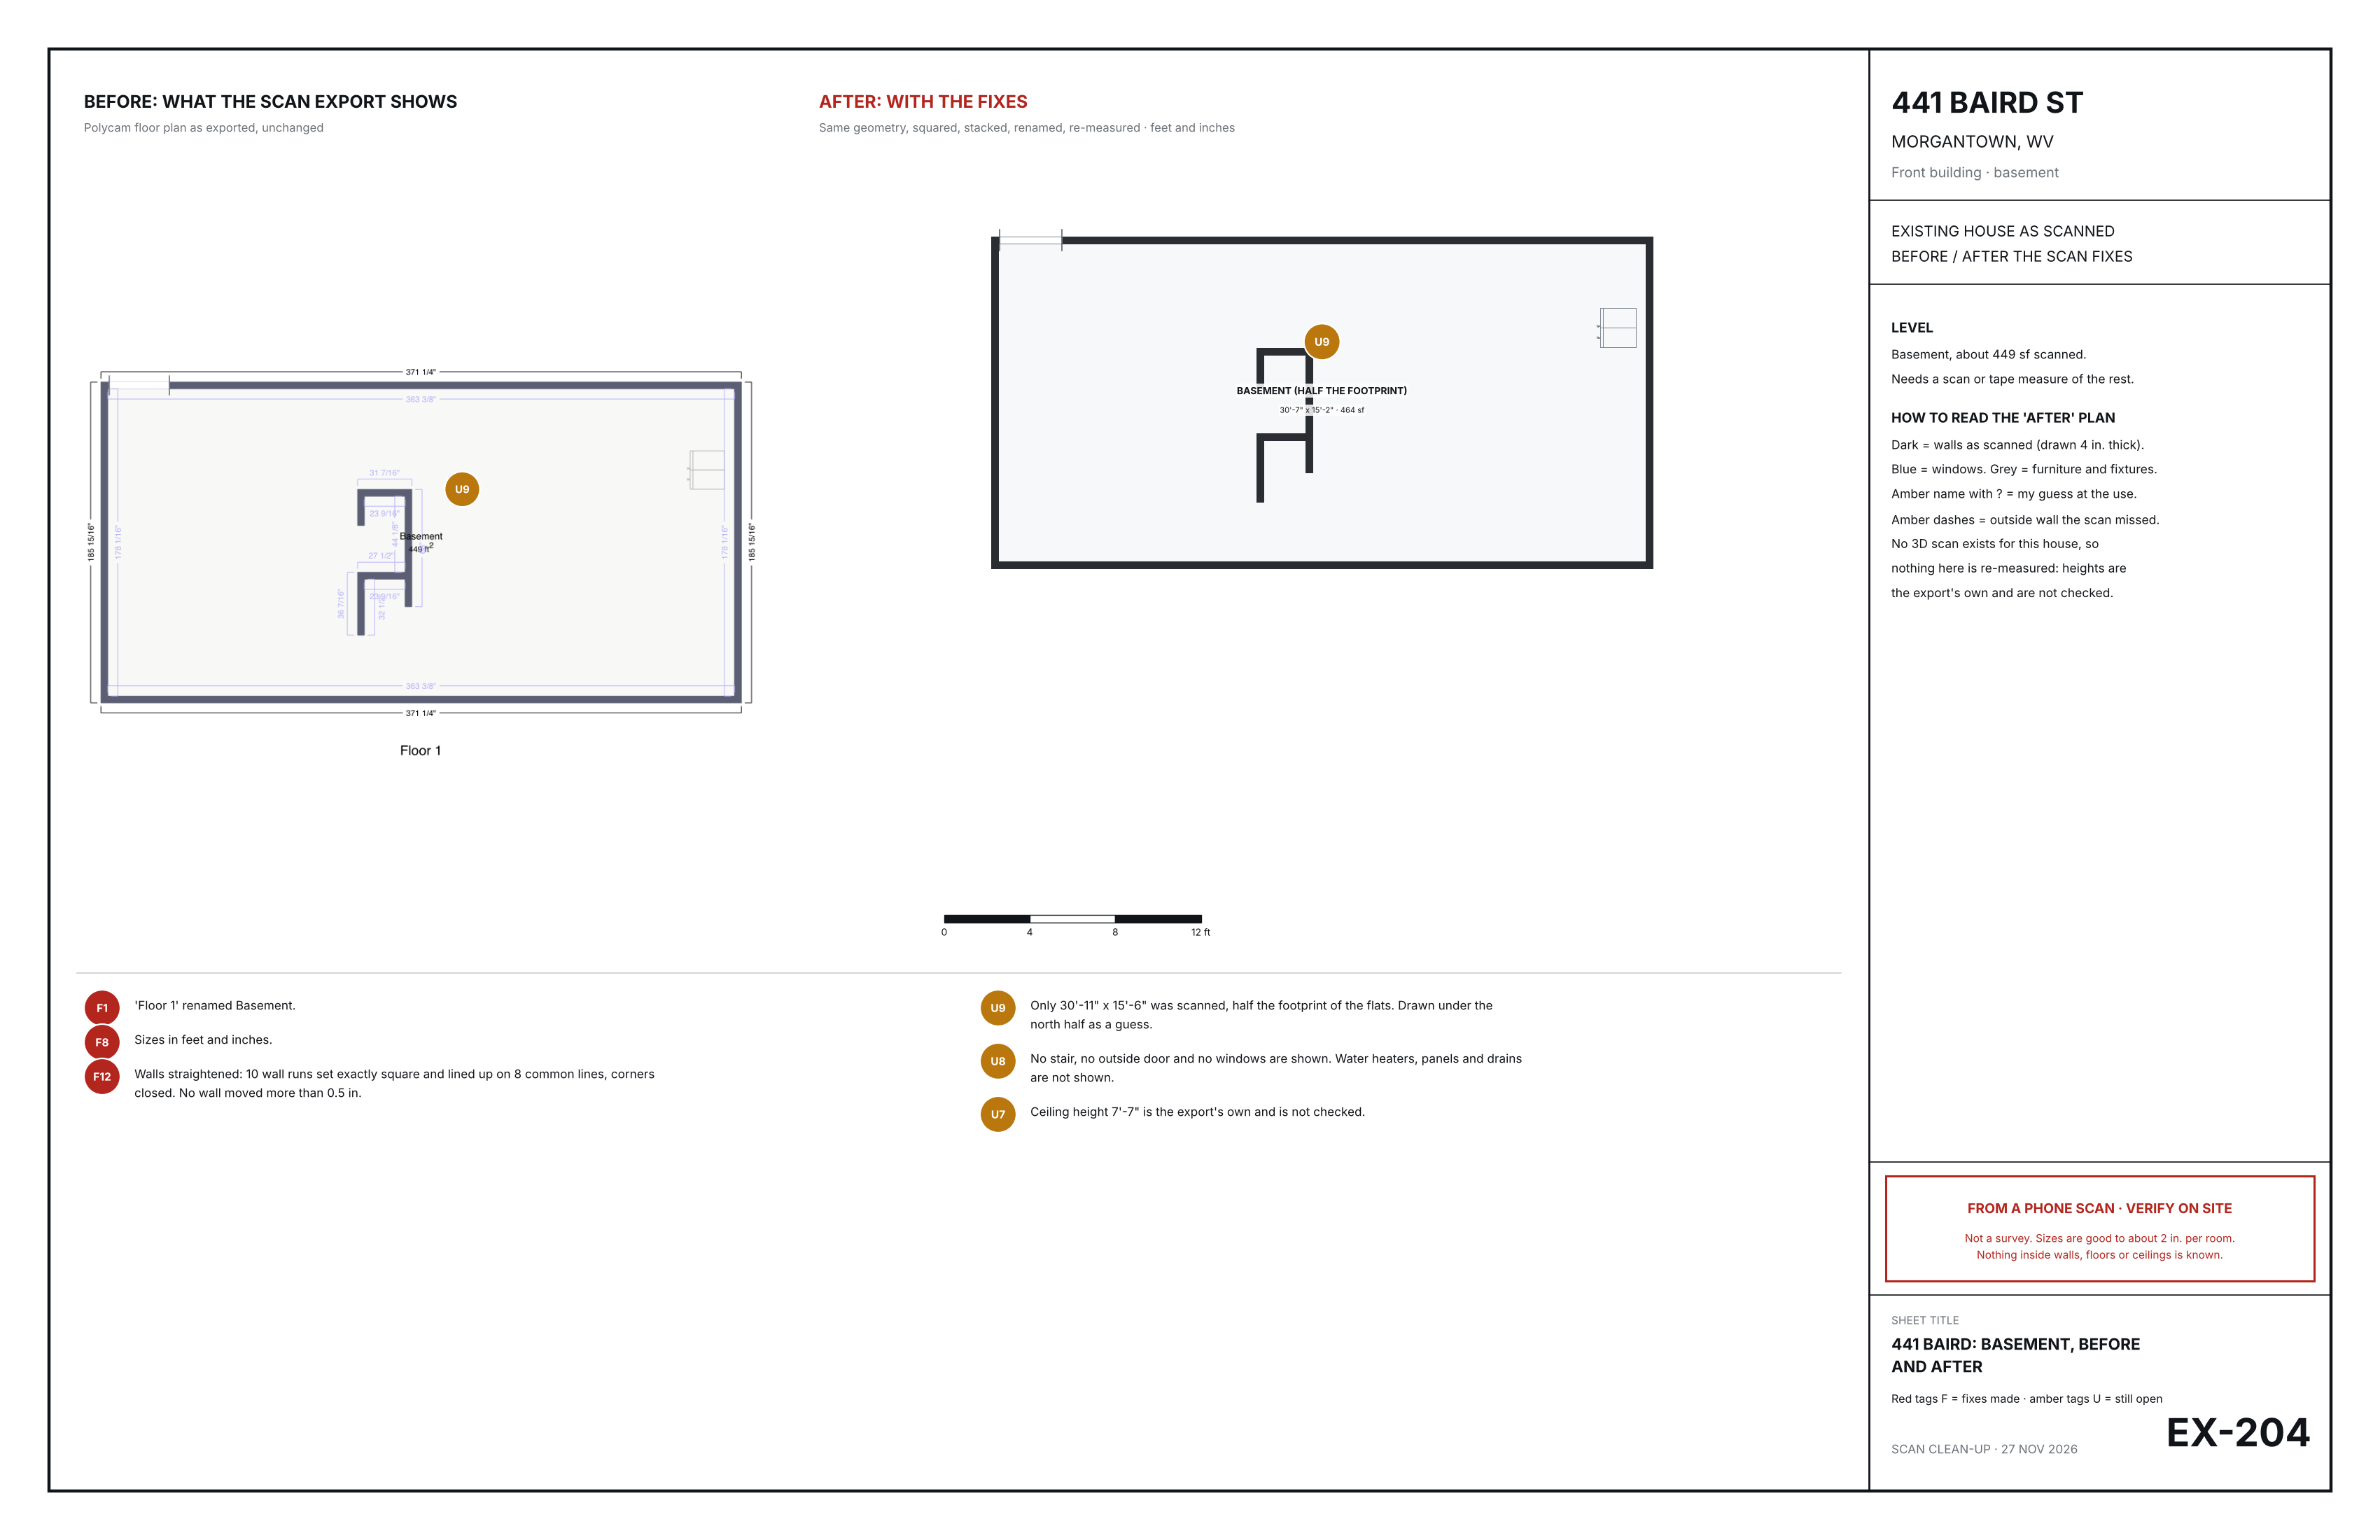 BEFORE: WHAT THE SCAN EXPORT SHOWS
Polycam floor plan as exported, unchanged
371 1/4"
363 3/8"
185 15/16"
178 1/16"
31 7/16"
U9
23 9/16"
44 1/8"
Basement
449 ft²
27 1/2"
23 9/16"
36 7/16"
32 1/2"
178 1/16"
185 15/16"
363 3/8"
371 1/4"
Floor 1
AFTER: WITH THE FIXES
Same geometry, squared, stacked, renamed, re-measured · feet and inches
U9
BASEMENT (HALF THE FOOTPRINT)
30'-7" x 15'-2" · 464 sf
0
4
8
12 ft
F1
'Floor 1' renamed Basement.
F8
Sizes in feet and inches.
F12
Walls straightened: 10 wall runs set exactly square and lined up on 8 common lines, corners
closed. No wall moved more than 0.5 in.
U9
Only 30'-11" x 15'-6" was scanned, half the footprint of the flats. Drawn under the
north half as a guess.
U8
No stair, no outside door and no windows are shown. Water heaters, panels and drains
are not shown.
U7
Ceiling height 7'-7" is the export's own and is not checked.
441 BAIRD ST
MORGANTOWN, WV
Front building · basement
EXISTING HOUSE AS SCANNED
BEFORE / AFTER THE SCAN FIXES
LEVEL
Basement, about 449 sf scanned.
Needs a scan or tape measure of the rest.
HOW TO READ THE 'AFTER' PLAN
Dark = walls as scanned (drawn 4 in. thick).
Blue = windows. Grey = furniture and fixtures.
Amber name with ? = my guess at the use.
Amber dashes = outside wall the scan missed.
No 3D scan exists for this house, so
nothing here is re-measured: heights are
the export's own and are not checked.
FROM A PHONE SCAN · VERIFY ON SITE
Not a survey. Sizes are good to about 2 in. per room.
Nothing inside walls, floors or ceilings is known.
SHEET TITLE
441 BAIRD: BASEMENT, BEFORE
AND AFTER
Red tags F = fixes made · amber tags U = still open
SCAN CLEAN-UP · 27 NOV 2026
EX-204